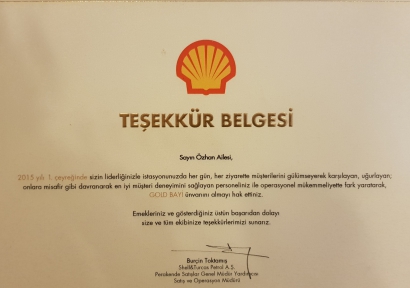 TEŞEKKÜR BELGESİ
Sayın Özhan Ailesi,
2015 yılı 1. çeyreğinde sizin liderliğinizle istasyonunuzda her gün, her ziyarette müşterilerini gülümseyerek karşılayan, uğurlayan;
onlara misafir gibi davranarak en iyi müşteri deneyimini sağlayan personeliniz ile operasyonel mükemmeliyette fark yaratarak,
GOLD BAYİ ünvanını almayı hak ettiniz.
Emekleriniz ve gösterdiğiniz üstün başarıdan dolayı
size ve tüm ekibinize teşekkürlerimizi sunarız.
Burçin Toktamış
Shell&Turcas Petrol A.Ş.
Perakende Satışlar Genel Müdür Yardımcısı
Satış ve Operasyon Müdürü